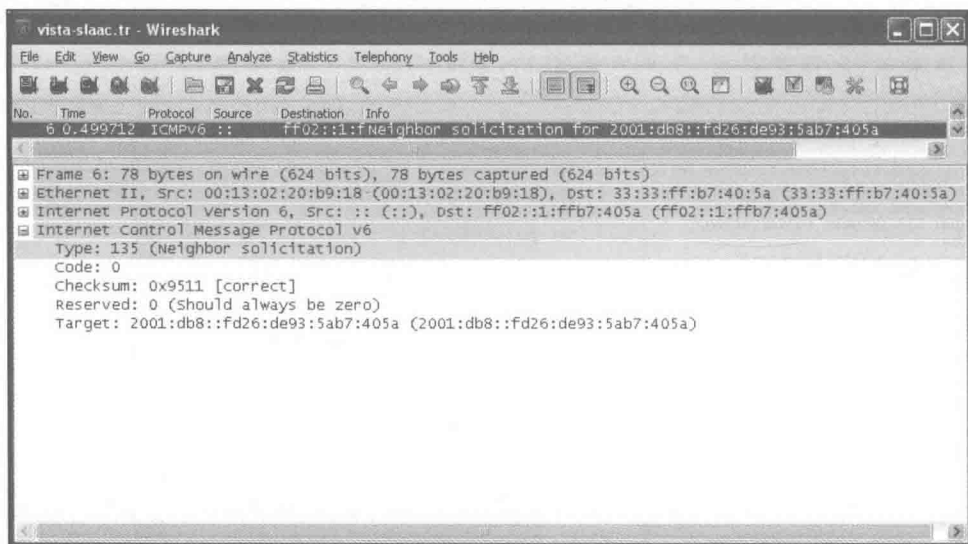 vista-slaac.tr - Wireshark
File Edit View Go Capture Analyze Statistics Telephony Tools Help
No. Time Protocol Source Destination Info
6 0.499712 ICMPv6 :: ff02::1:f Neighbor solicitation for 2001:db8::fd26:de93:5ab7:405a
Frame 6: 78 bytes on wire (624 bits), 78 bytes captured (624 bits)
Ethernet II, Src: 00:13:02:20:b9:18 (00:13:02:20:b9:18), Dst: 33:33:ff:b7:40:5a (33:33:ff:b7:40:5a)
Internet Protocol Version 6, Src: :: (::), Dst: ff02::1:ffb7:405a (ff02::1:ffb7:405a)
Internet Control Message Protocol v6
Type: 135 (Neighbor solicitation)
Code: 0
Checksum: 0x9511 [correct]
Reserved: 0 (Should always be zero)
Target: 2001:db8::fd26:de93:5ab7:405a (2001:db8::fd26:de93:5ab7:405a)